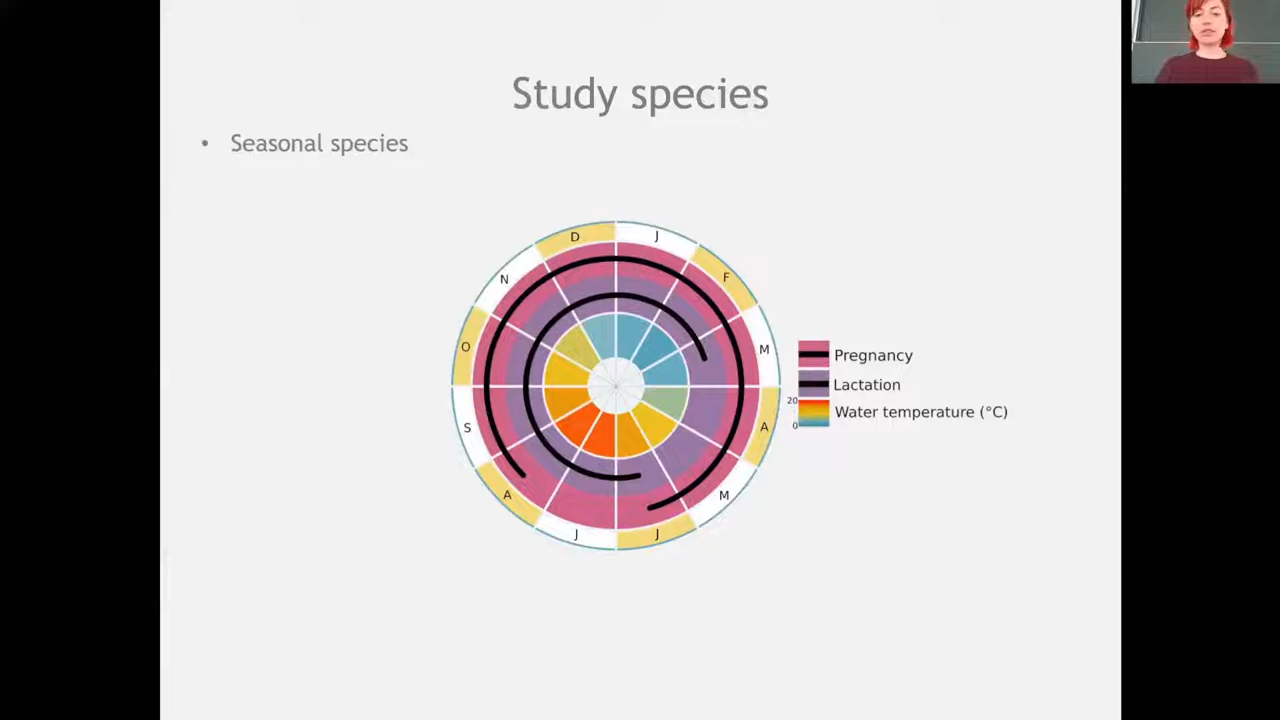 Study species
• Seasonal species
D
J
N
F
O
M
S
A
A
M
J
J
Pregnancy
Lactation
20
Water temperature (°C)
0